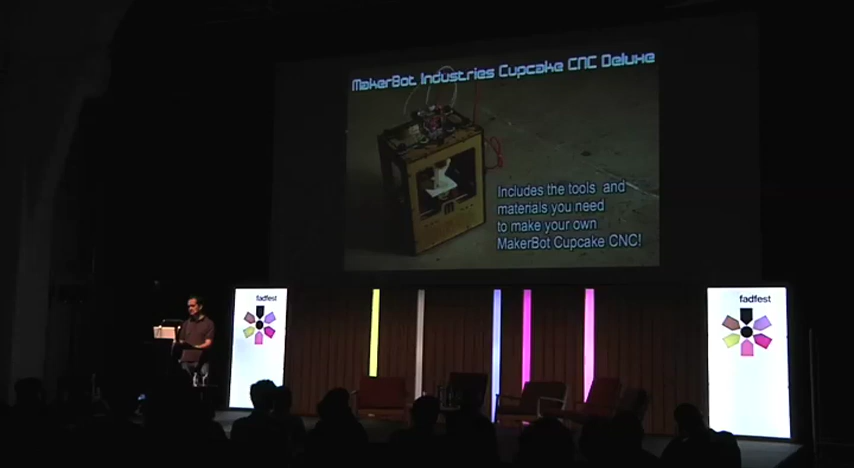 MakerBot Industries Cupcake CNC Deluxe
Includes the tools and
materials you need
to make your own
MakerBot Cupcake CNC!
fadfest
fadfest